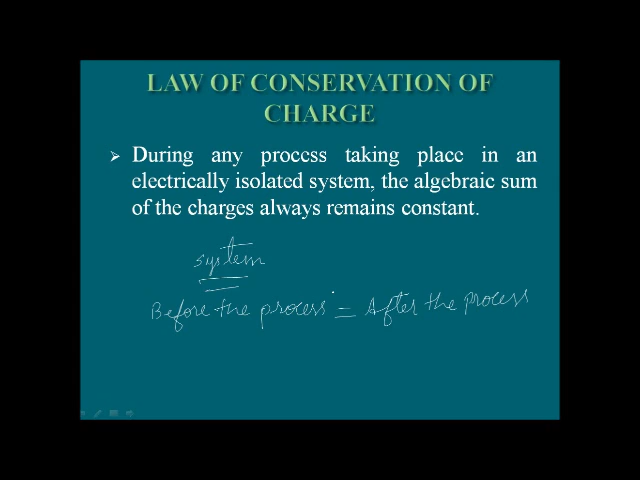 LAW OF CONSERVATION OF
CHARGE
During any process taking place in an
electrically isolated system, the algebraic sum
of the charges always remains constant.
system
Before the process = After the process